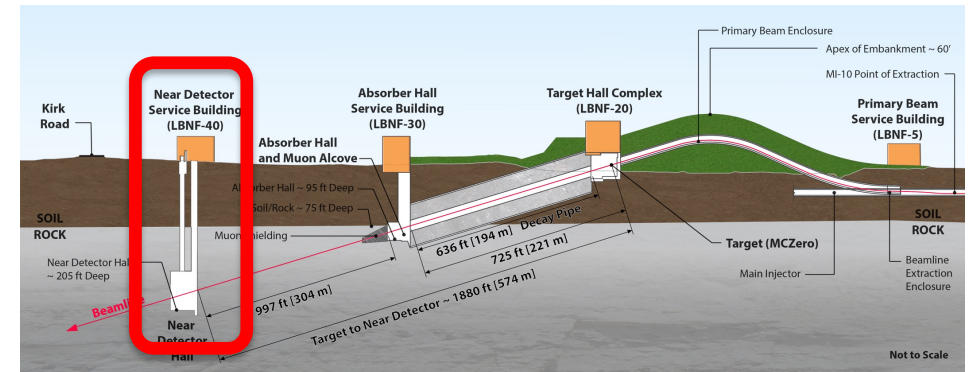 Primary Beam Enclosure
Apex of Embankment ~ 60'
MI-10 Point of Extraction
Near Detector
Service Building
(LBNF-40)
Absorber Hall
Service Building
(LBNF-30)
Target Hall Complex
(LBNF-20)
Primary Beam
Service Building
(LBNF-5)
Kirk
Road
Absorber Hall
and Muon Alcove
Absorber Hall ~ 95 ft Deep
Soil/Rock ~ 75 ft Deep
Muon Shielding
SOIL
ROCK
SOIL
ROCK
636 ft [194 m] Decay Pipe
725 ft [221 m]
Target (MCZero)
Main Injector
Beamline
Extraction
Enclosure
Near Detector Hall
~ 205 ft Deep
Beamline
997 ft [304 m]
Target to Near Detector ~ 1880 ft [574 m]
Near
Detector
Hall
Not to Scale